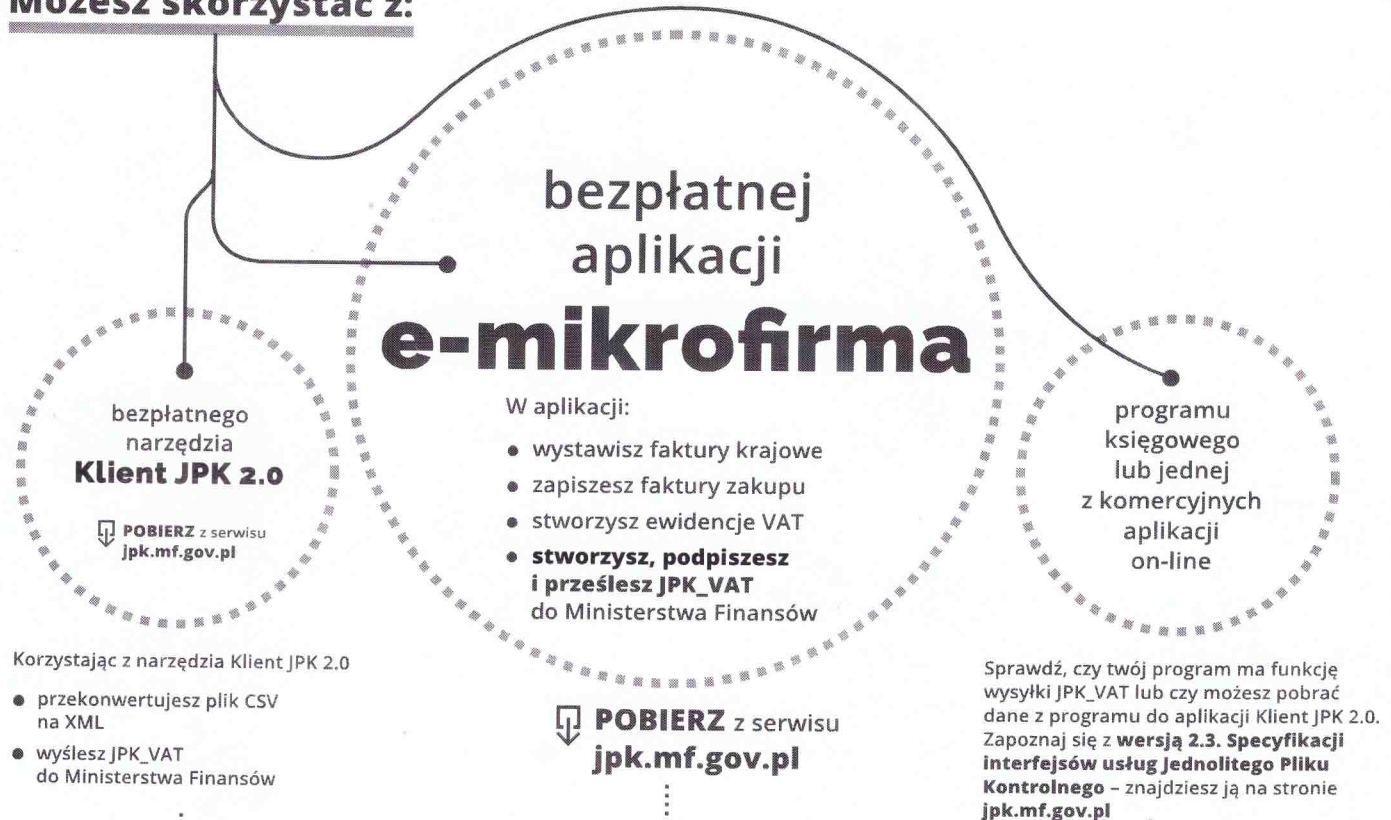 Możesz skorzystać z:
bezpłatnej
aplikacji
e-mikrofirma
W aplikacji:
• wystawisz faktury krajowe
• zapiszesz faktury zakupu
• stworzysz ewidencje VAT
• stworzysz, podpiszesz
i prześlesz JPK_VAT
do Ministerstwa Finansów
POBIERZ z serwisu
jpk.mf.gov.pl
bezpłatnego
narzędzia
Klient JPK 2.0
POBIERZ z serwisu
jpk.mf.gov.pl
Korzystając z narzędzia Klient JPK 2.0
• przekonwertujesz plik CSV
na XML
• wyślesz JPK_VAT
do Ministerstwa Finansów
programu
księgowego
lub jednej
z komercyjnych
aplikacji
on-line
Sprawdź, czy twój program ma funkcję
wysyłki JPK_VAT lub czy możesz pobrać
dane z programu do aplikacji Klient JPK 2.0.
Zapoznaj się z wersją 2.3. Specyfikacji
interfejsów usług Jednolitego Pliku
Kontrolnego – znajdziesz ją na stronie
jpk.mf.gov.pl